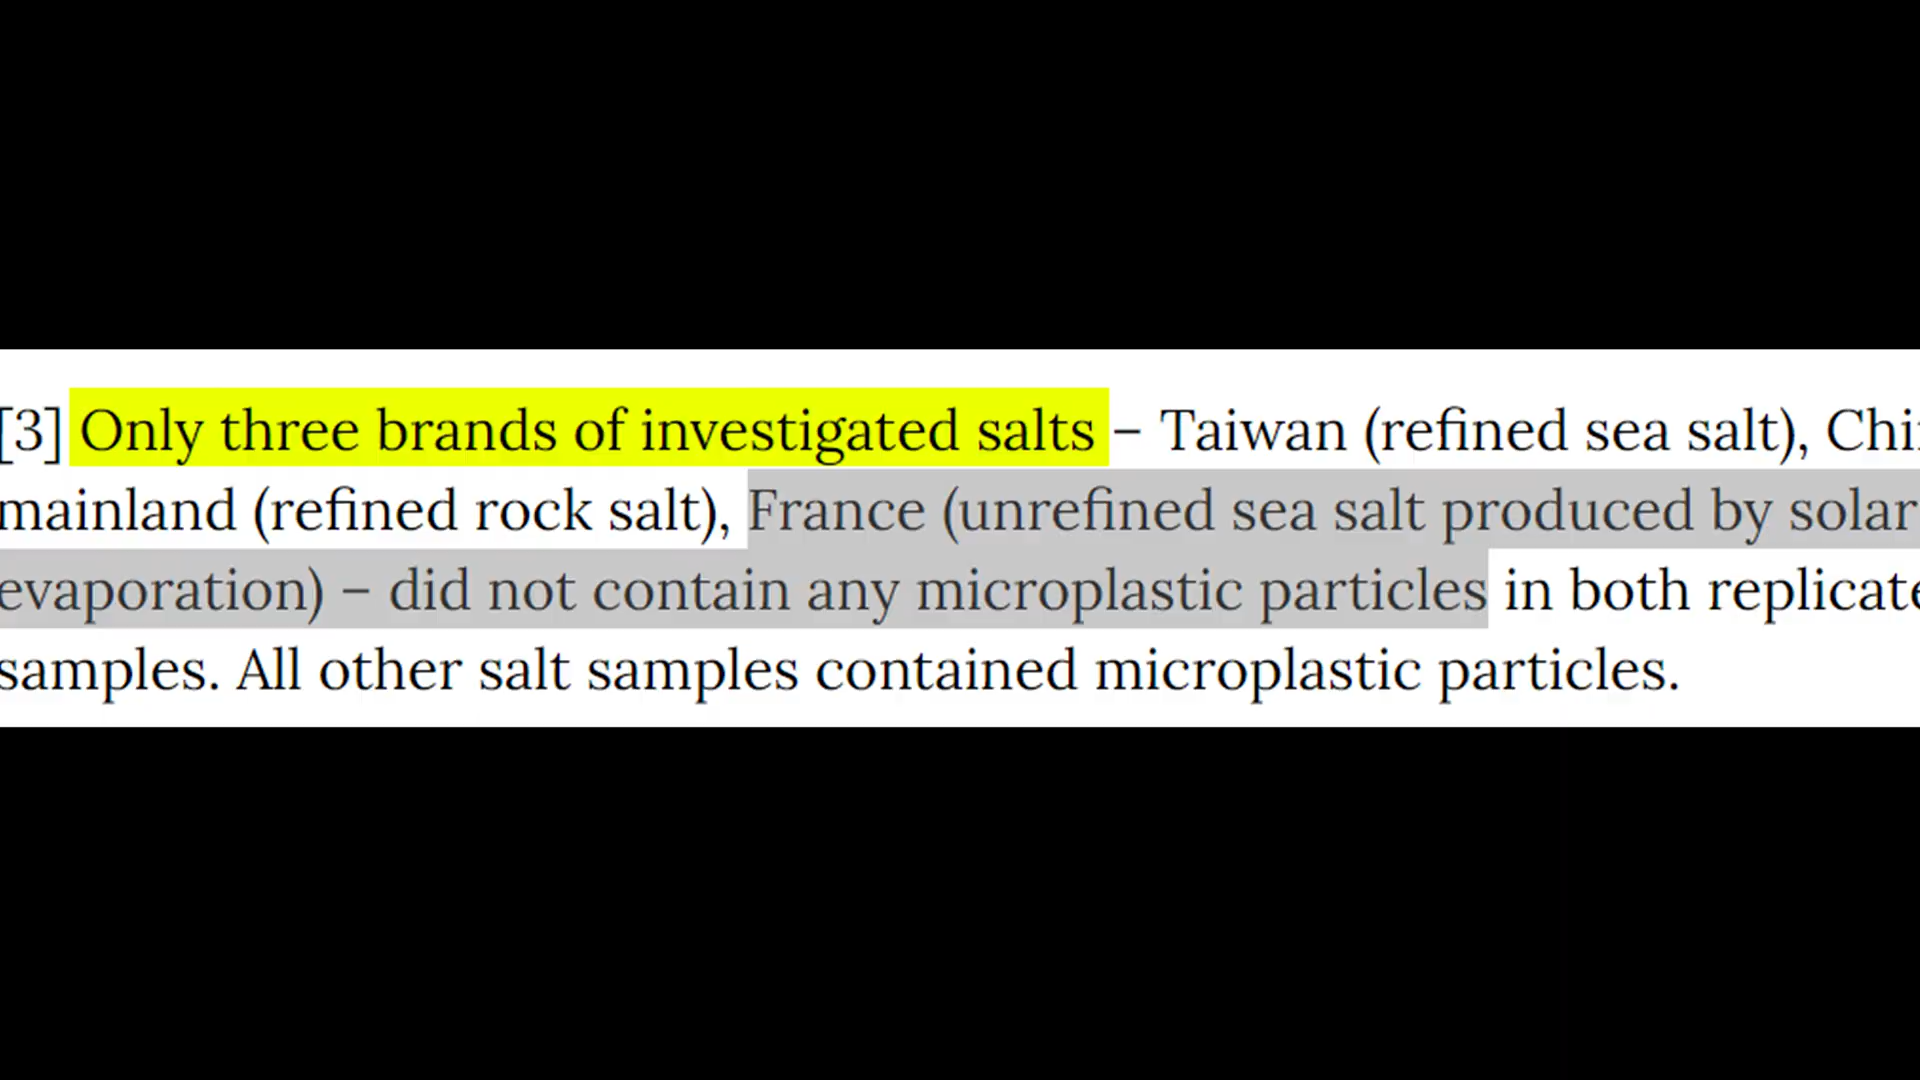 [3] Only three brands of investigated salts – Taiwan (refined sea salt),
mainland (refined rock salt), France (unrefined sea salt produced by solar
evaporation) – did not contain any microplastic particles in both
samples. All other salt samples contained microplastic particles.